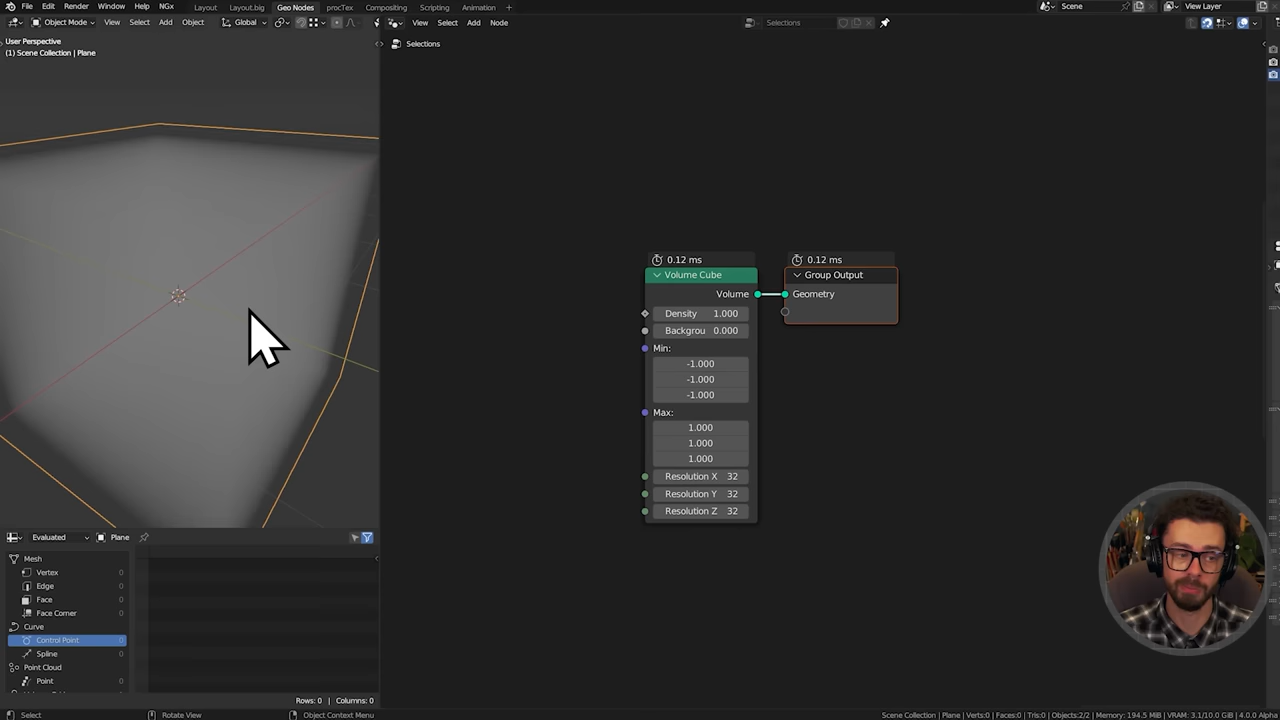 File Edit Render Window Help NGx Layout Layout.big Geo Nodes procTex Compositing Scripting Animation + Scene View Layer
Object Mode View Select Add Object Global View Select Add Node Selections
User Perspective
(1) Scene Collection | Plane
Selections
0.12 ms
Volume Cube
Volume
Density 1.000
Backgrou 0.000
Min:
-1.000
-1.000
-1.000
Max:
1.000
1.000
1.000
Resolution X 32
Resolution Y 32
Resolution Z 32
0.12 ms
Group Output
Geometry
Evaluated Plane
Mesh
Vertex 0
Edge 0
Face 0
Face Corner 0
Curve
Control Point 0
Spline 0
Point Cloud
Point 0
Rows: 0 | Columns: 0
Select Rotate View Object Context Menu Scene Collection | Plane | Verts:0 | Faces:0 | Tris:0 | Objects:2/2 | Memory: 194.5 MiB | VRAM: 3.1/10.0 GiB | 4.0.0 Alpha